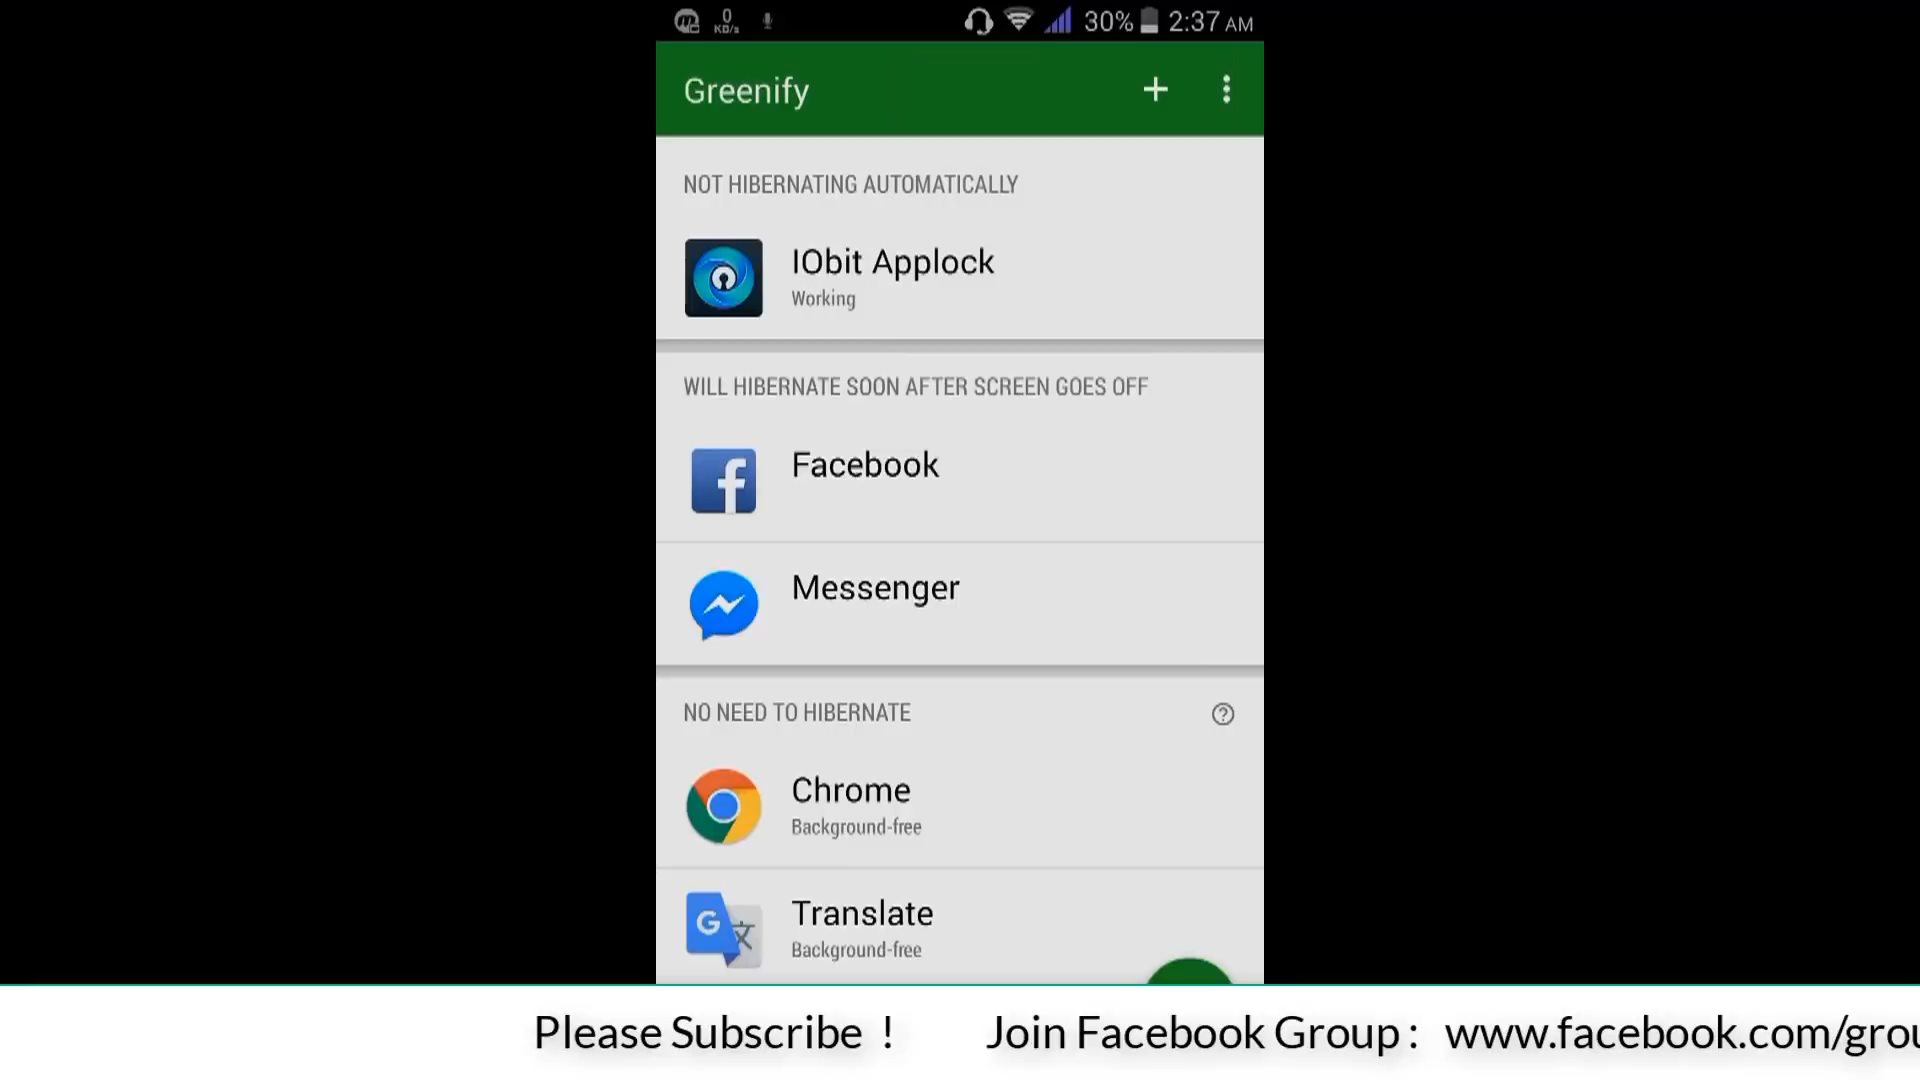 0 KB/s 30% 2:37 AM
Greenify
NOT HIBERNATING AUTOMATICALLY
IObit Applock
Working
WILL HIBERNATE SOON AFTER SCREEN GOES OFF
Facebook
Messenger
NO NEED TO HIBERNATE
Chrome
Background-free
Translate
Background-free
Please Subscribe ! Join Facebook Group : www.facebook.com/grou